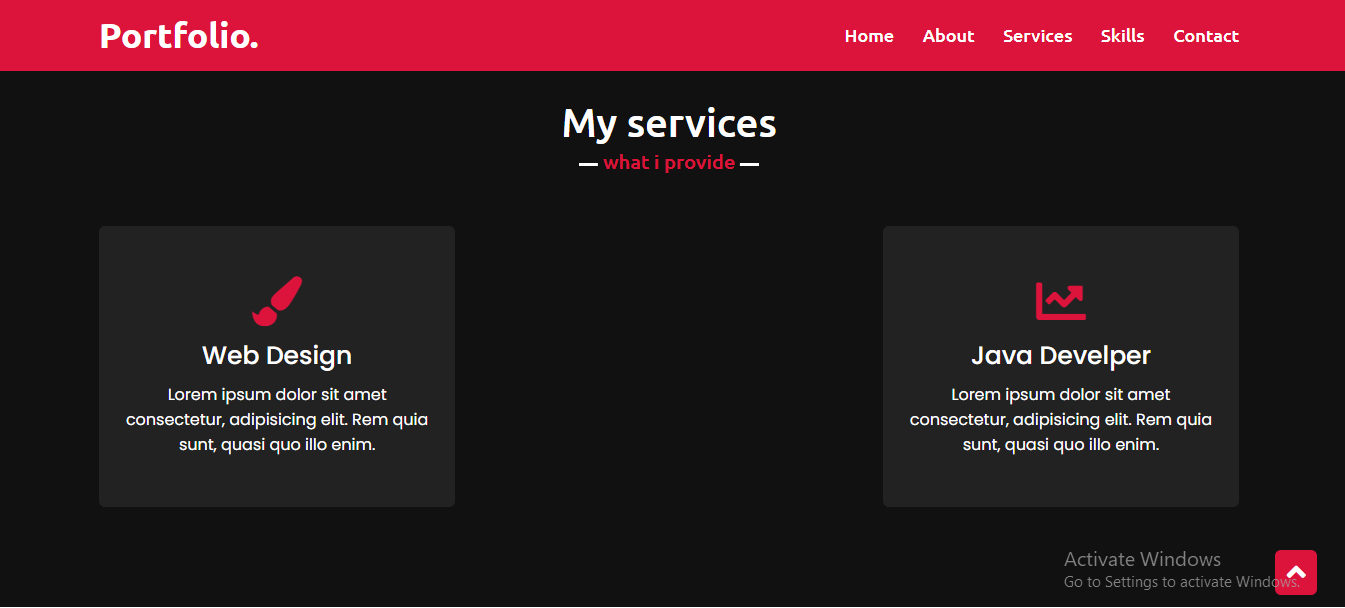 Portfolio.
Home About Services Skills Contact
My services
what i provide
Web Design
Lorem ipsum dolor sit amet
consectetur, adipisicing elit. Rem quia
sunt, quasi quo illo enim.
Java Develper
Lorem ipsum dolor sit amet
consectetur, adipisicing elit. Rem quia
sunt, quasi quo illo enim.
Activate Windows
Go to Settings to activate Windows.